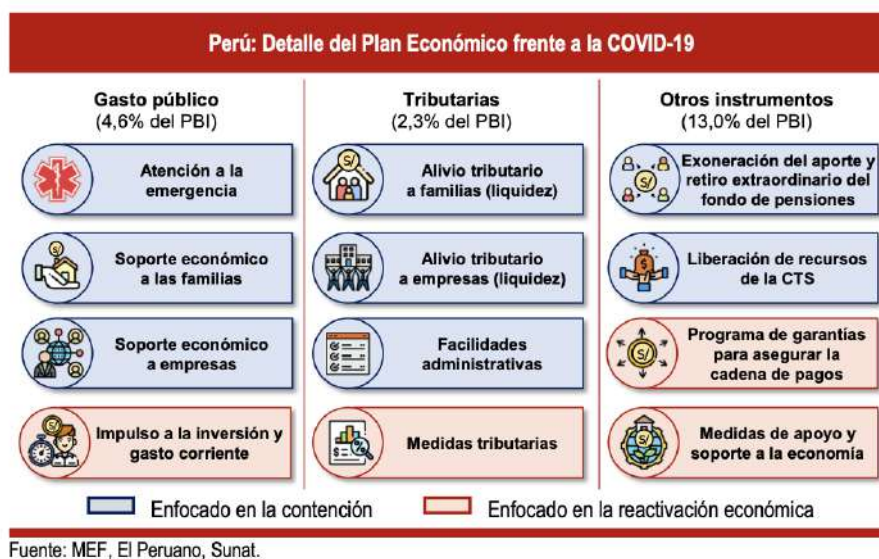 Perú: Detalle del Plan Económico frente a la COVID-19
Gasto público
(4,6% del PBI)
Atención a la
emergencia
Soporte económico
a las familias
Soporte económico
a empresas
Impulso a la inversión y
gasto corriente
Tributarias
(2,3% del PBI)
Alivio tributario
a familias (liquidez)
Alivio tributario
a empresas (liquidez)
Facilidades
administrativas
Medidas tributarias
Otros instrumentos
(13,0% del PBI)
Exoneración del aporte y
retiro extraordinario del
fondo de pensiones
Liberación de recursos
de la CTS
Programa de garantías
para asegurar la
cadena de pagos
Medidas de apoyo y
soporte a la economía
Enfocado en la contención
Enfocado en la reactivación económica
Fuente: MEF, El Peruano, Sunat.